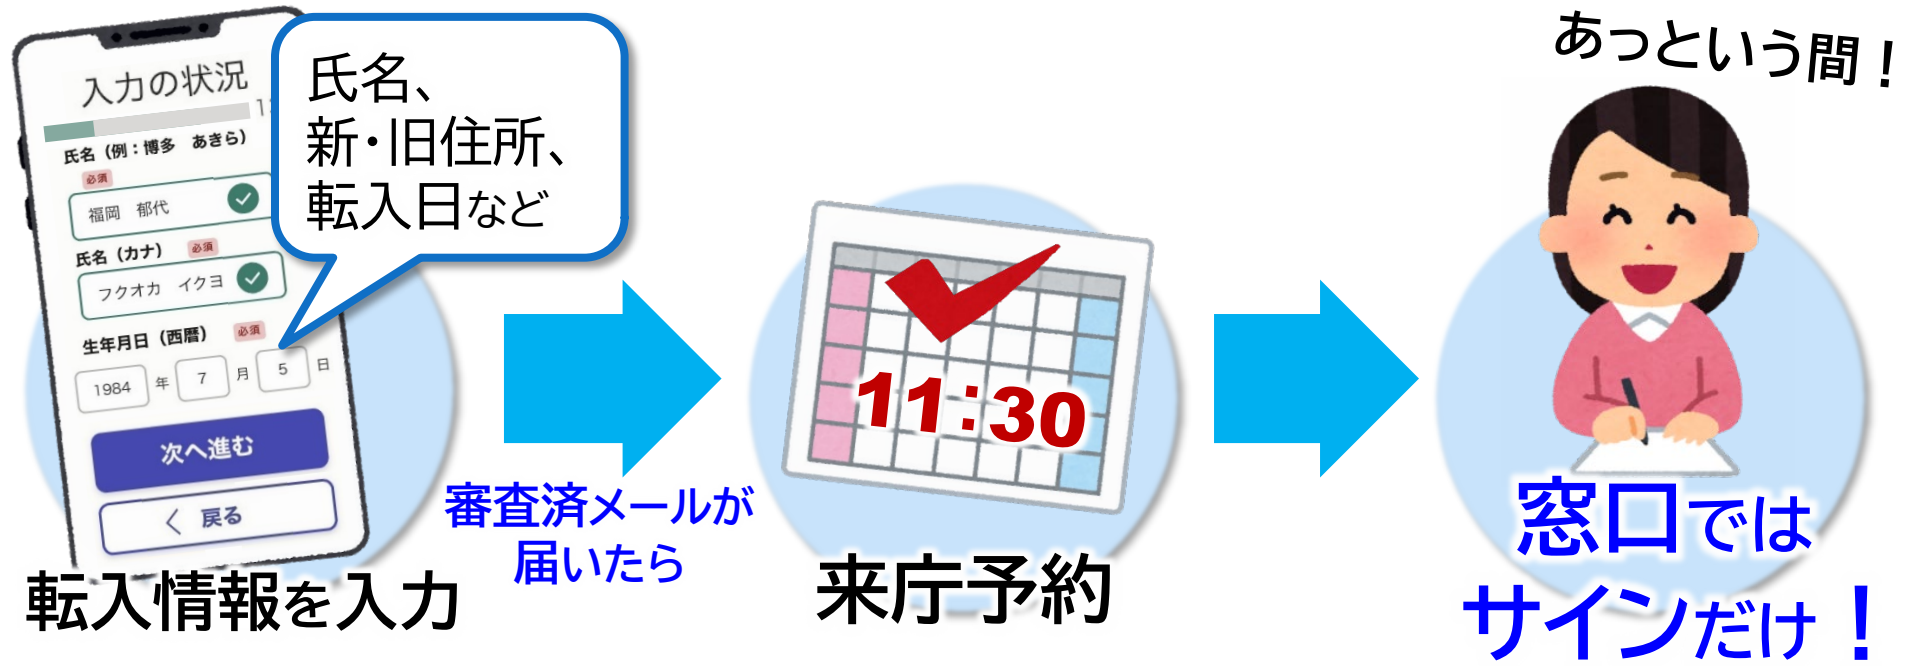 入力の状況
氏名（例：博多　あきら）
必須
福岡　郁代
氏名（カナ）　必須
フクオカ　イクヨ
生年月日（西暦）　必須
1984 年 7 月 5 日
次へ進む
戻る
氏名、
新・旧住所、
転入日など
転入情報を入力
審査済メールが
届いたら
11:30
来庁予約
あっという間！
窓口では
サインだけ！